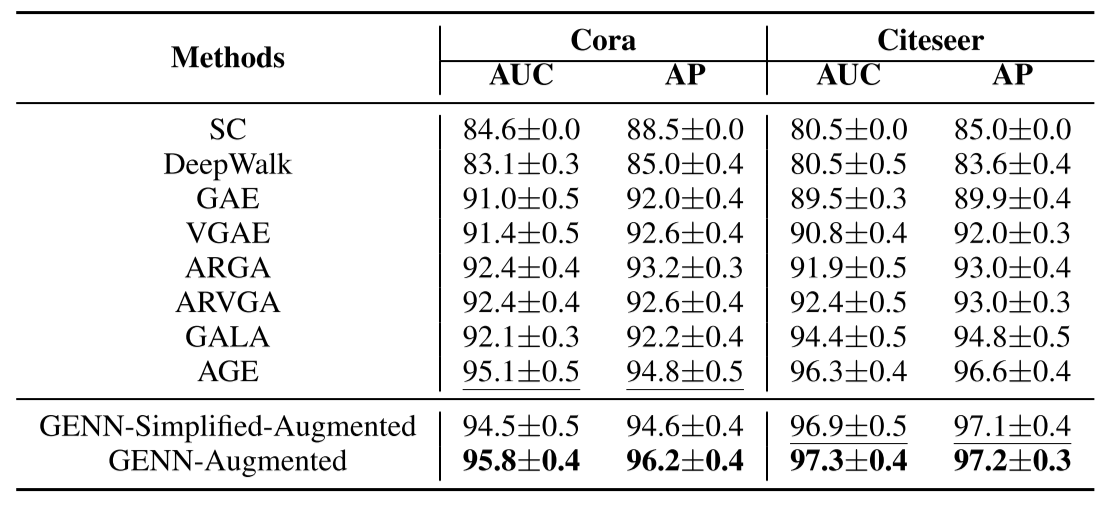 Methods Cora Citeseer
AUC AP AUC AP
SC 84.6±0.0 88.5±0.0 80.5±0.0 85.0±0.0
DeepWalk 83.1±0.3 85.0±0.4 80.5±0.5 83.6±0.4
GAE 91.0±0.5 92.0±0.4 89.5±0.3 89.9±0.4
VGAE 91.4±0.5 92.6±0.4 90.8±0.4 92.0±0.3
ARGA 92.4±0.4 93.2±0.3 91.9±0.5 93.0±0.4
ARVGA 92.4±0.4 92.6±0.4 92.4±0.5 93.0±0.3
GALA 92.1±0.3 92.2±0.4 94.4±0.5 94.8±0.5
AGE 95.1±0.5 94.8±0.5 96.3±0.4 96.6±0.4
GENN-Simplified-Augmented 94.5±0.5 94.6±0.4 96.9±0.5 97.1±0.4
GENN-Augmented 95.8±0.4 96.2±0.4 97.3±0.4 97.2±0.3